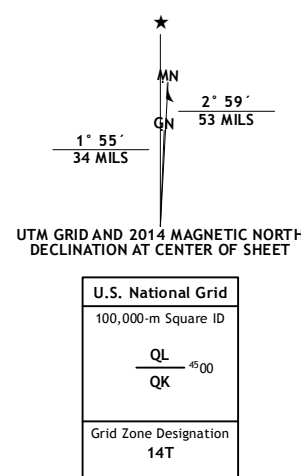 ★
MN
GN
2° 59´
53 MILS
1° 55´
34 MILS
UTM GRID AND 2014 MAGNETIC NORTH
DECLINATION AT CENTER OF SHEET
U.S. National Grid
100,000-m Square ID
QL
4500
QK
Grid Zone Designation
14T